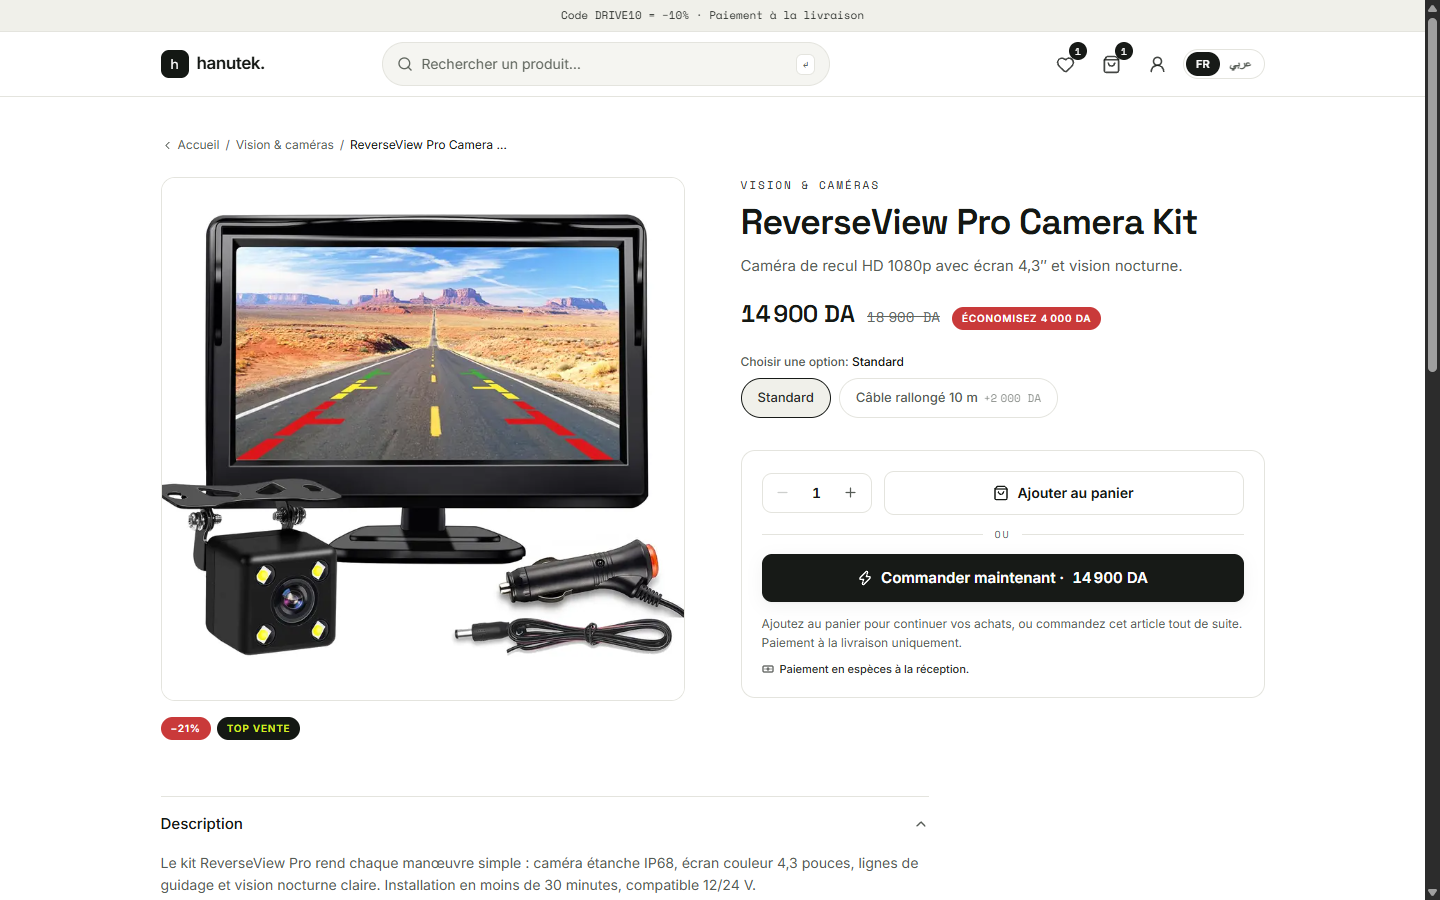 Code DRIVE10 = -10% · Paiement à la livraison
h hanutek.
Rechercher un produit...
1
1
FR عربي
Accueil / Vision & caméras / ReverseView Pro Camera ...
VISION & CAMÉRAS
ReverseView Pro Camera Kit
Caméra de recul HD 1080p avec écran 4,3″ et vision nocturne.
14 900 DA 18 900 DA ÉCONOMISEZ 4 000 DA
Choisir une option: Standard
Standard Câble rallongé 10 m +2 000 DA
1 Ajouter au panier
OU
Commander maintenant · 14 900 DA
Ajoutez au panier pour continuer vos achats, ou commandez cet article tout de suite.
Paiement à la livraison uniquement.
Paiement en espèces à la réception.
−21% TOP VENTE
Description
Le kit ReverseView Pro rend chaque manœuvre simple : caméra étanche IP68, écran couleur 4,3 pouces, lignes de
guidage et vision nocturne claire. Installation en moins de 30 minutes, compatible 12/24 V.